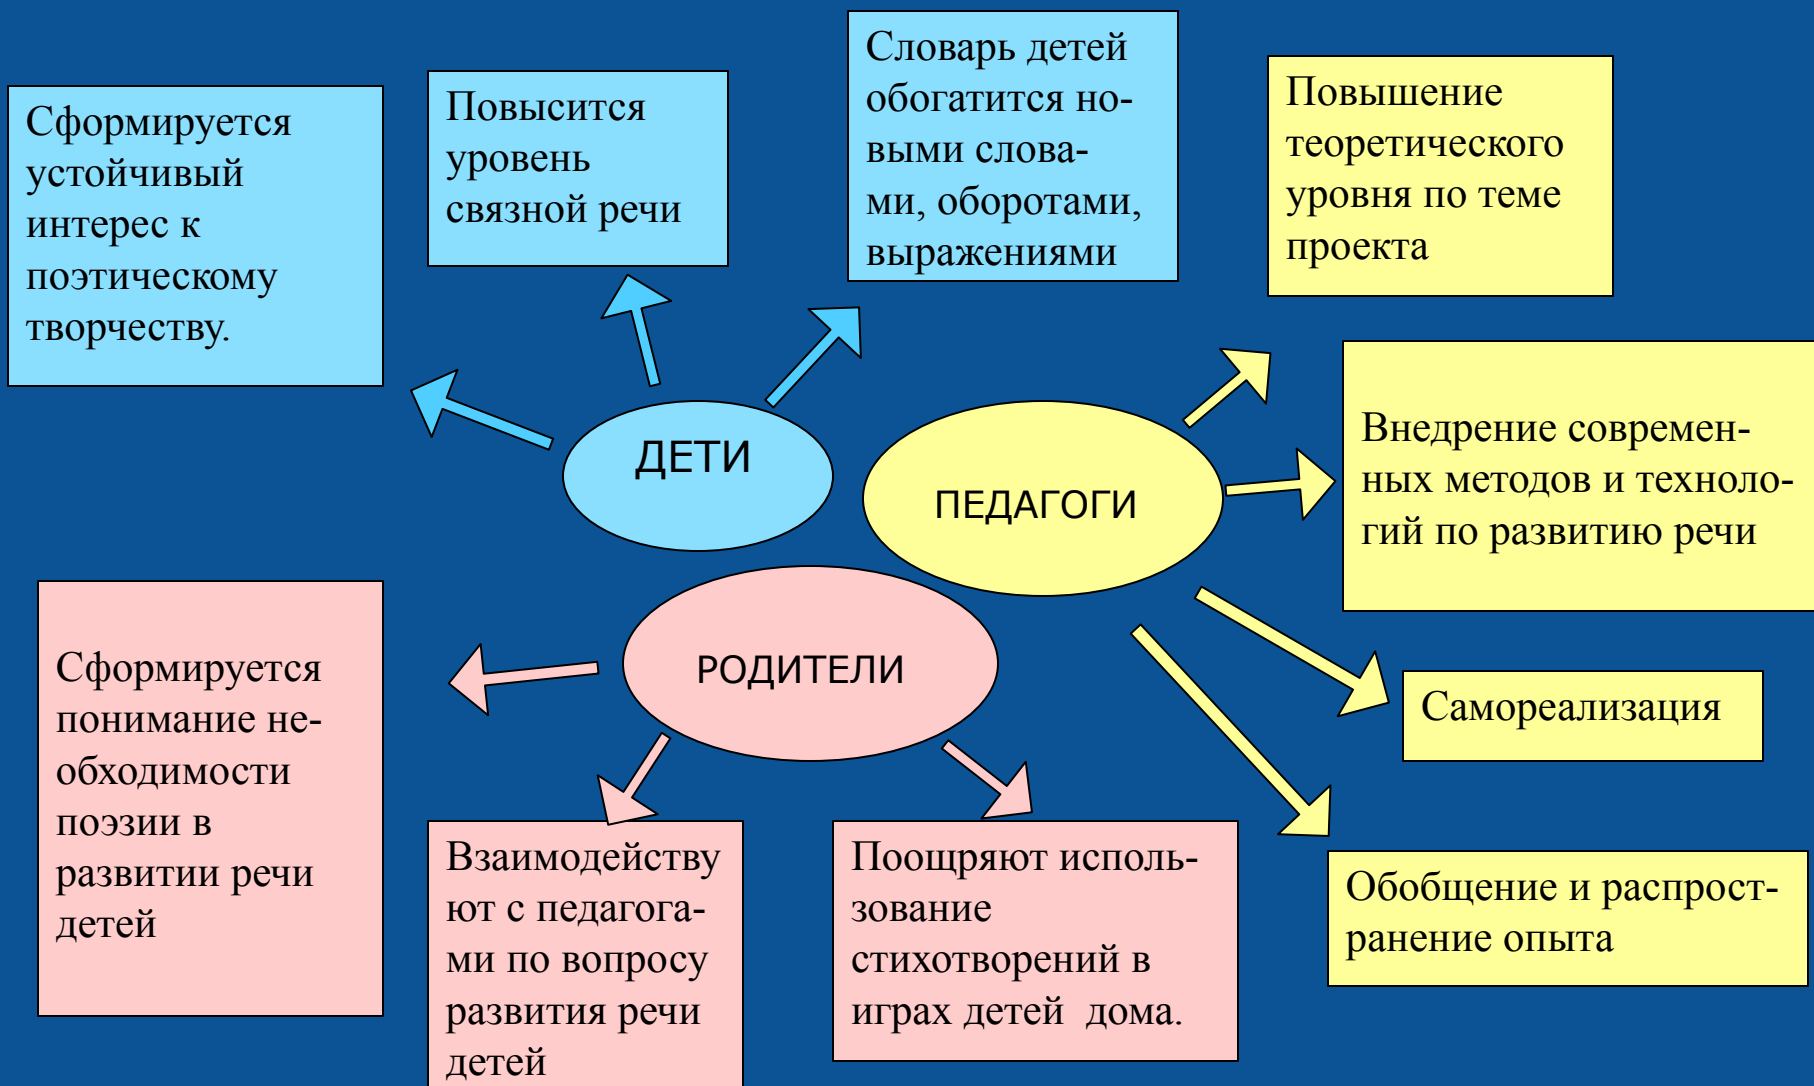 Сформируется
устойчивый
интерес к
поэтическому
творчеству.
Повысится
уровень
связной речи
Словарь детей
обогатится но-
выми слова-
ми, оборотами,
выражениями
Повышение
теоретического
уровня по теме
проекта
ДЕТИ
ПЕДАГОГИ
Внедрение современ-
ных методов и техноло-
гий по развитию речи
РОДИТЕЛИ
Сформируется
понимание не-
обходимости
поэзии в
развитии речи
детей
Самореализация
Взаимодейству
ют с педагога-
ми по вопросу
развития речи
детей
Поощряют исполь-
зование
стихотворений в
играх детей  дома.
Обобщение и распрост-
ранение опыта